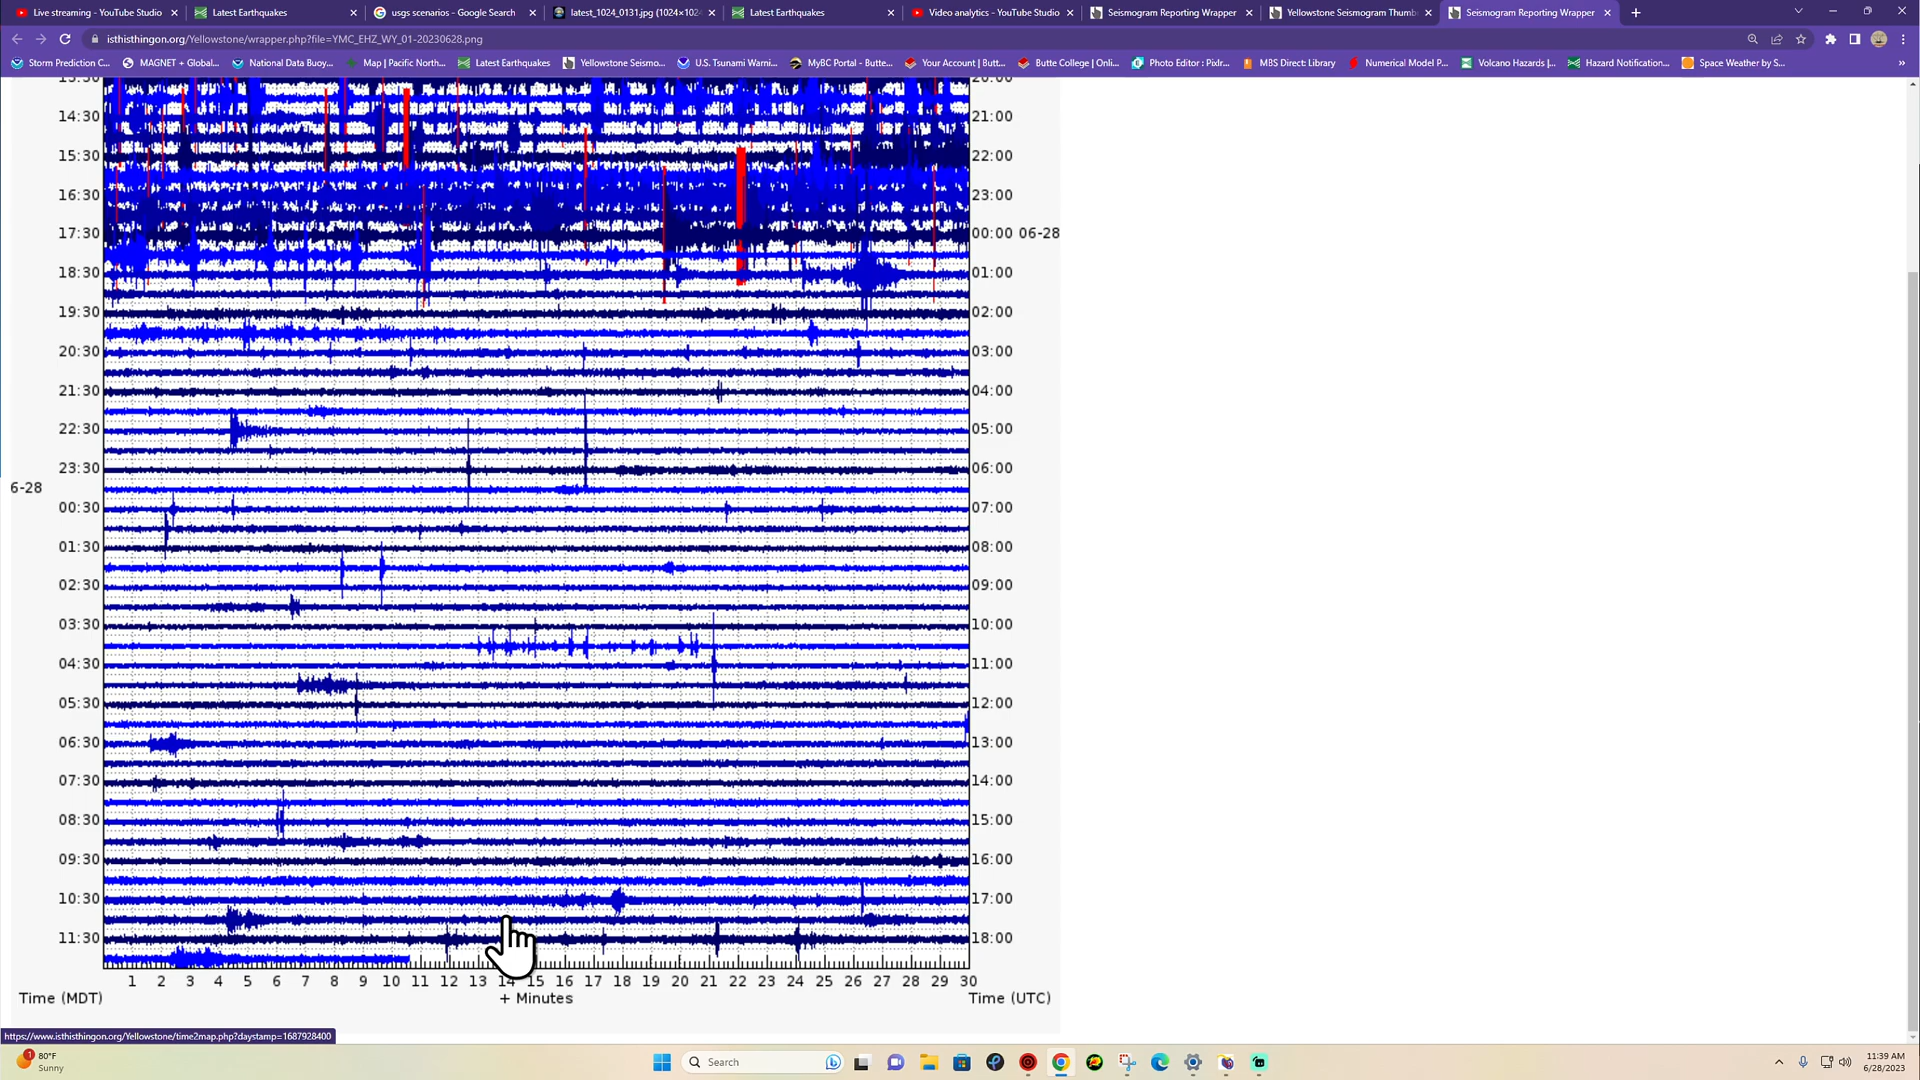 Live streaming - YouTube Studio
Latest Earthquakes
usgs scenarios - Google Search
latest_1024_0131.jpg (1024×102
Latest Earthquakes
Video analytics - YouTube Studio
Seismogram Reporting Wrapper
Yellowstone Seismogram Thumb
Seismogram Reporting Wrapper
isthisthingon.org/Yellowstone/wrapper.php?file=YMC_EHZ_WY_01-20230628.png
Storm Prediction C...
MAGNET + Global...
National Data Buoy...
Map | Pacific North...
Latest Earthquakes
Yellowstone Seismo...
U.S. Tsunami Warni...
MyBC Portal - Butte...
Your Account | Butt...
Butte College | Onli...
Photo Editor : Pixlr...
MBS Direct Library
Numerical Model P...
Volcano Hazards |...
Hazard Notification...
Space Weather by S...
»
13:30 20:00
14:30 21:00
15:30 22:00
16:30 23:00
17:30 00:00 06-28
18:30 01:00
19:30 02:00
20:30 03:00
21:30 04:00
22:30 05:00
23:30 06:00
6-28
00:30 07:00
01:30 08:00
02:30 09:00
03:30 10:00
04:30 11:00
05:30 12:00
06:30 13:00
07:30 14:00
08:30 15:00
09:30 16:00
10:30 17:00
11:30 18:00
1 2 3 4 5 6 7 8 9 10 11 12 13 14 15 16 17 18 19 20 21 22 23 24 25 26 27 28 29 30
Time (MDT) + Minutes Time (UTC)
https://www.isthisthingon.org/Yellowstone/time2map.php?daystamp=1687928400
1
80°F
Sunny
Search
11:39 AM
6/28/2023